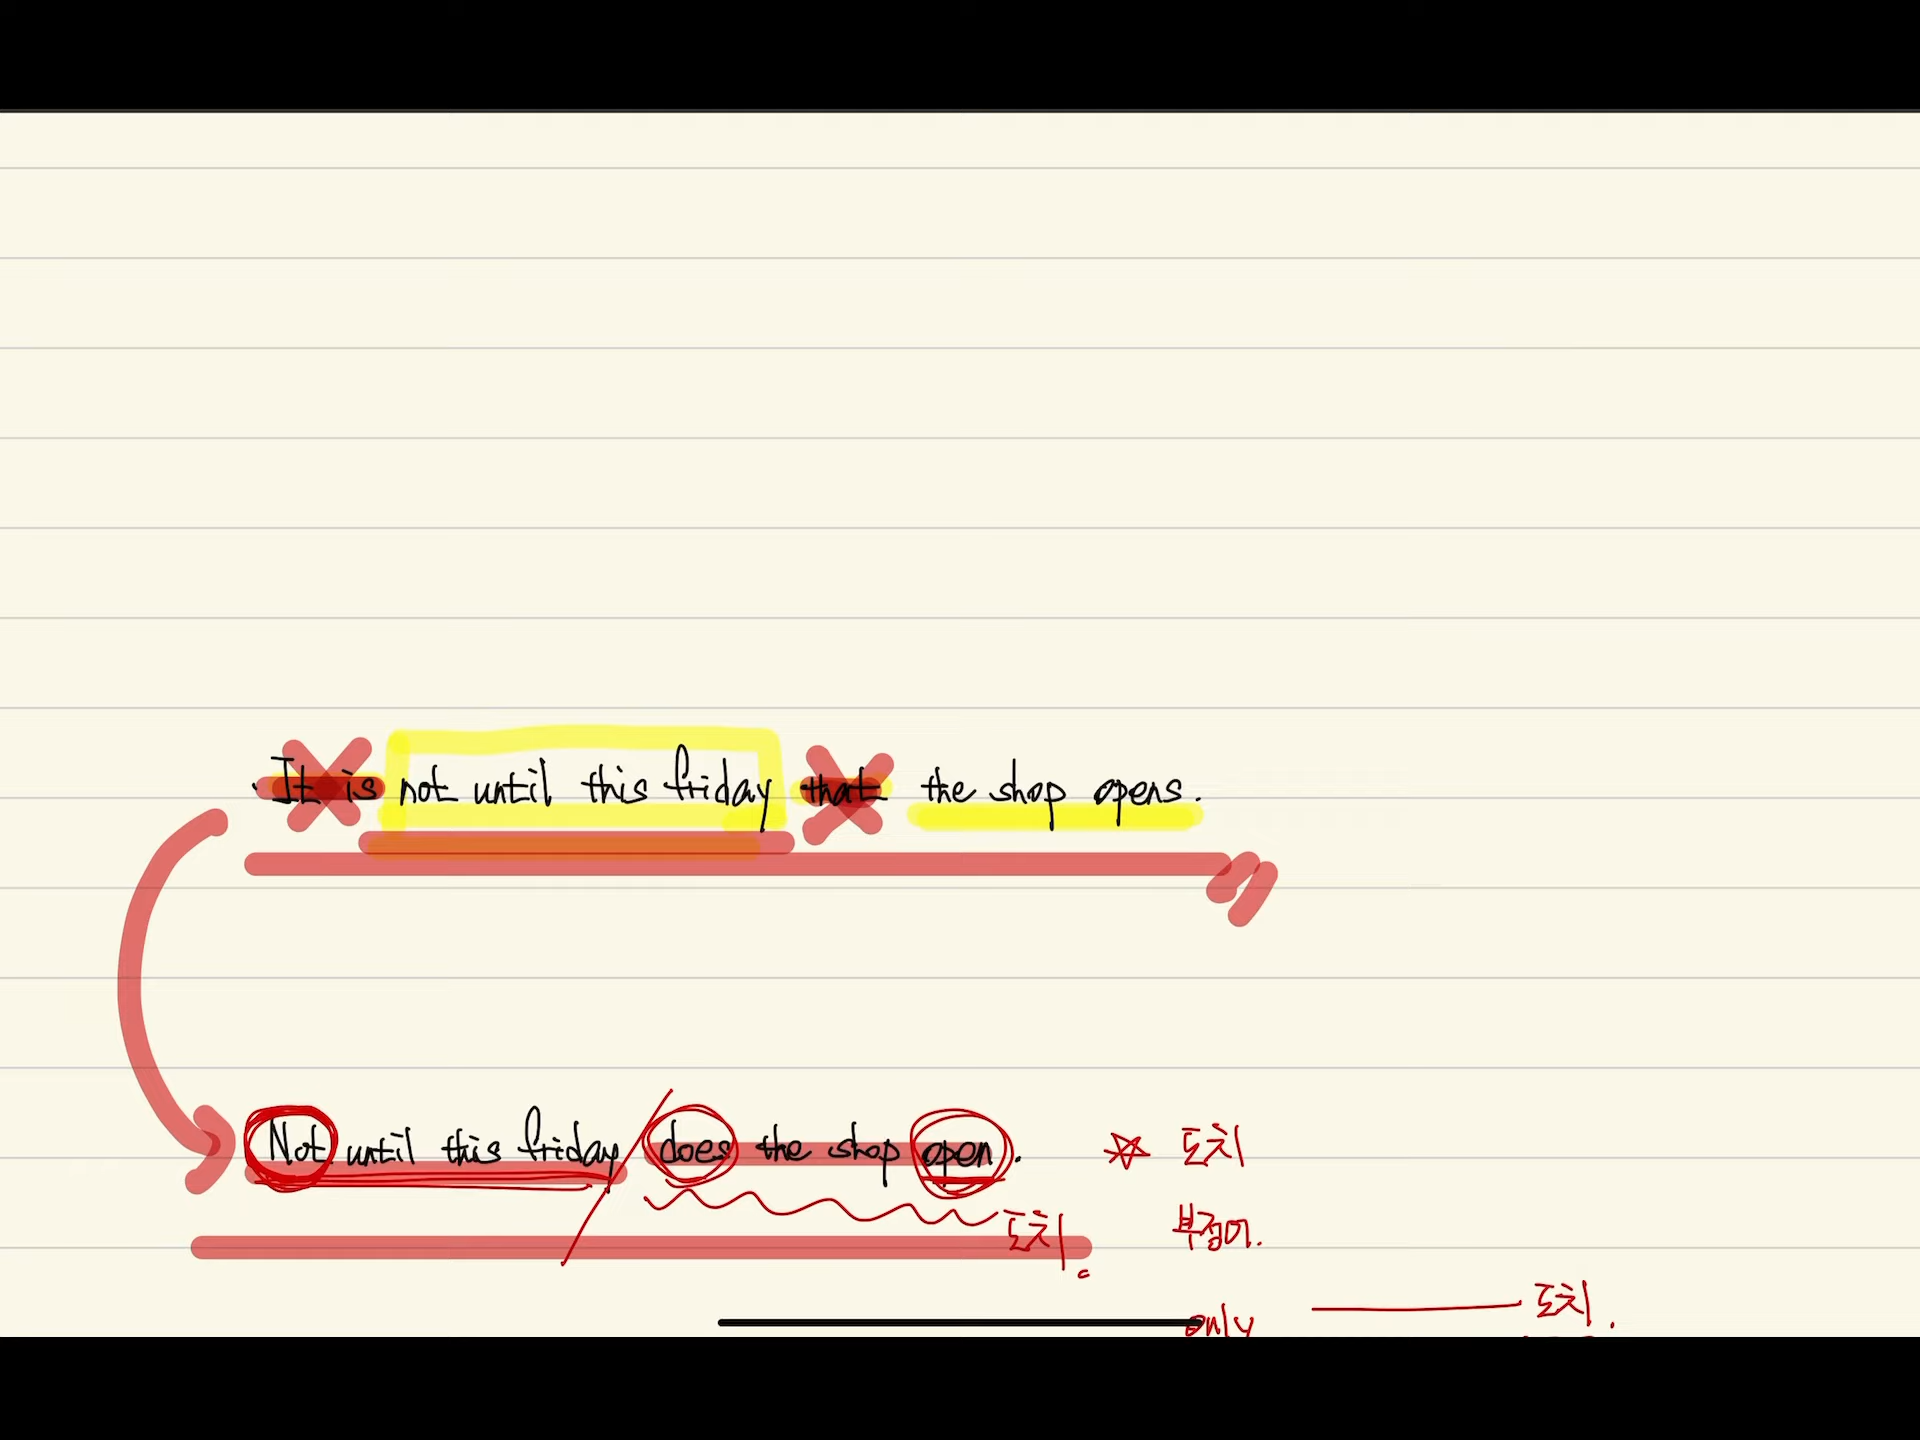 . It is not until this friday that the shop opens.
Not until this friday does the shop open. ☆ 도치
도치. 부정어.
only — 도치.